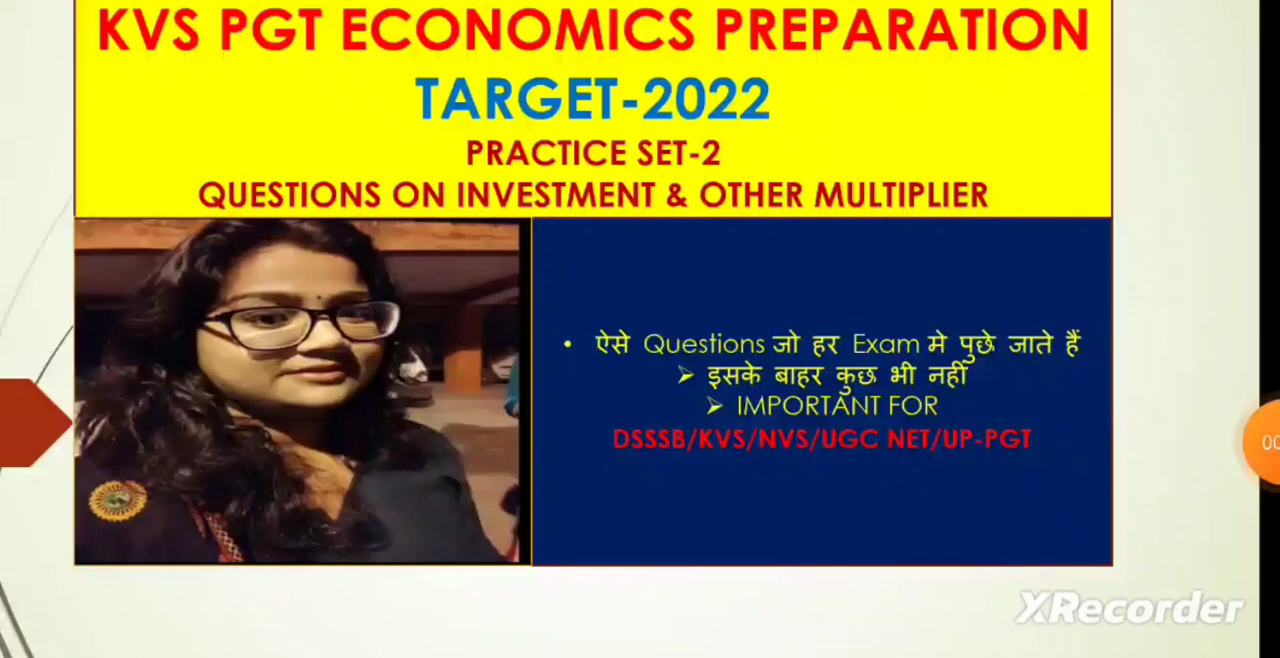 KVS PGT ECONOMICS PREPARATION
TARGET-2022
PRACTICE SET-2
QUESTIONS ON INVESTMENT & OTHER MULTIPLIER
• ऐसे Questions जो हर Exam मे पुछे जाते हैं
➢ इसके बाहर कुछ भी नहीं
➢ IMPORTANT FOR
DSSSB/KVS/NVS/UGC NET/UP-PGT
00
XRecorder